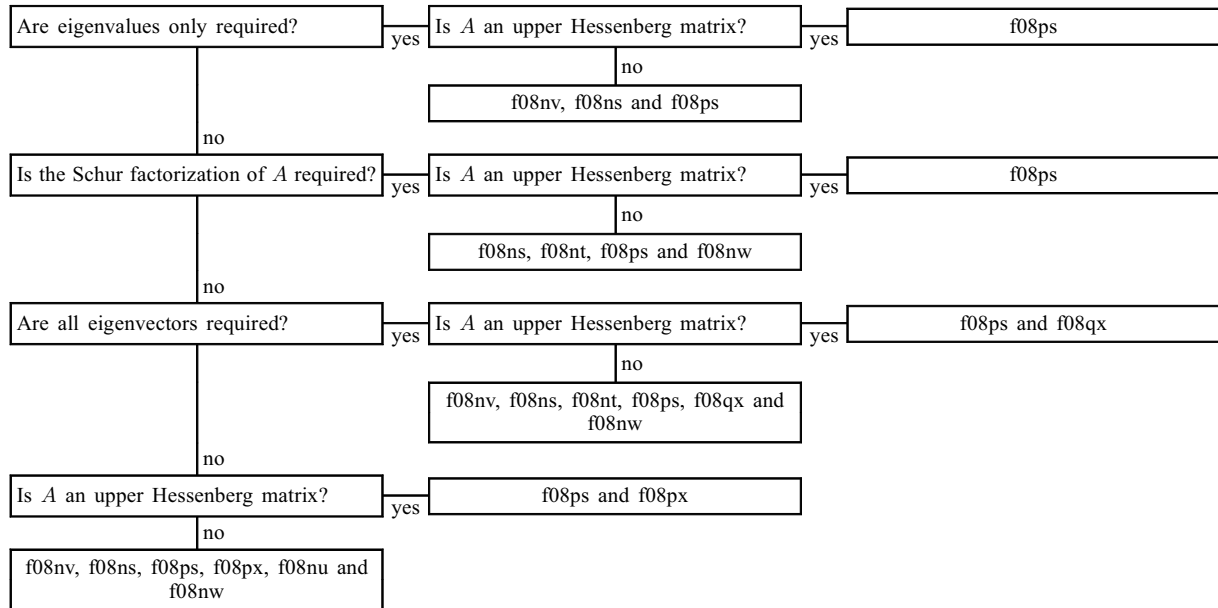 Are eigenvalues only required?
yes
Is A an upper Hessenberg matrix?
yes
f08ps
no
f08nv, f08ns and f08ps
no
Is the Schur factorization of A required?
yes
Is A an upper Hessenberg matrix?
yes
f08ps
no
f08ns, f08nt, f08ps and f08nw
no
Are all eigenvectors required?
yes
Is A an upper Hessenberg matrix?
yes
f08ps and f08qx
no
f08nv, f08ns, f08nt, f08ps, f08qx and
f08nw
no
Is A an upper Hessenberg matrix?
yes
f08ps and f08px
no
f08nv, f08ns, f08ps, f08px, f08nu and
f08nw